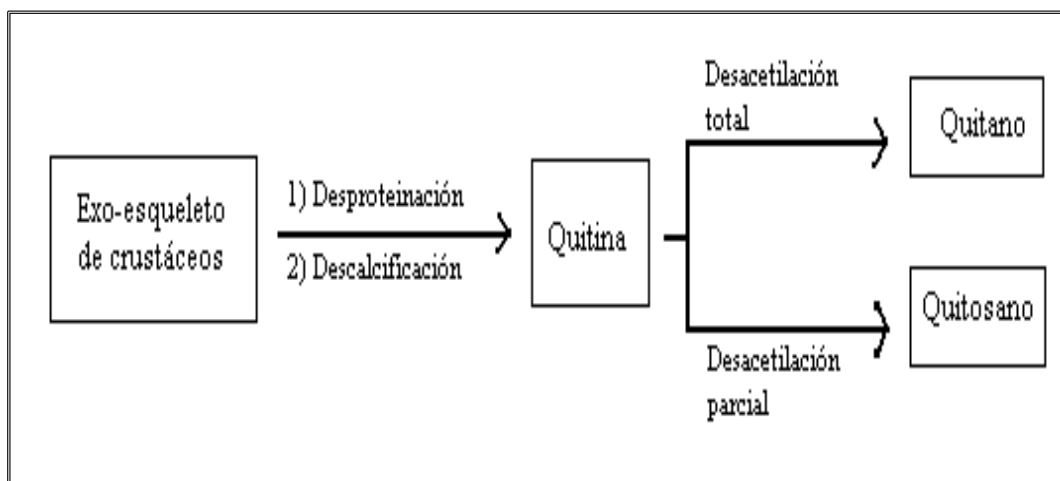 Exo-esqueleto
de crustáceos
1) Desproteinación
2) Descalcificación
Quitina
Desacetilación
total
Quitano
Desacetilación
parcial
Quitosano